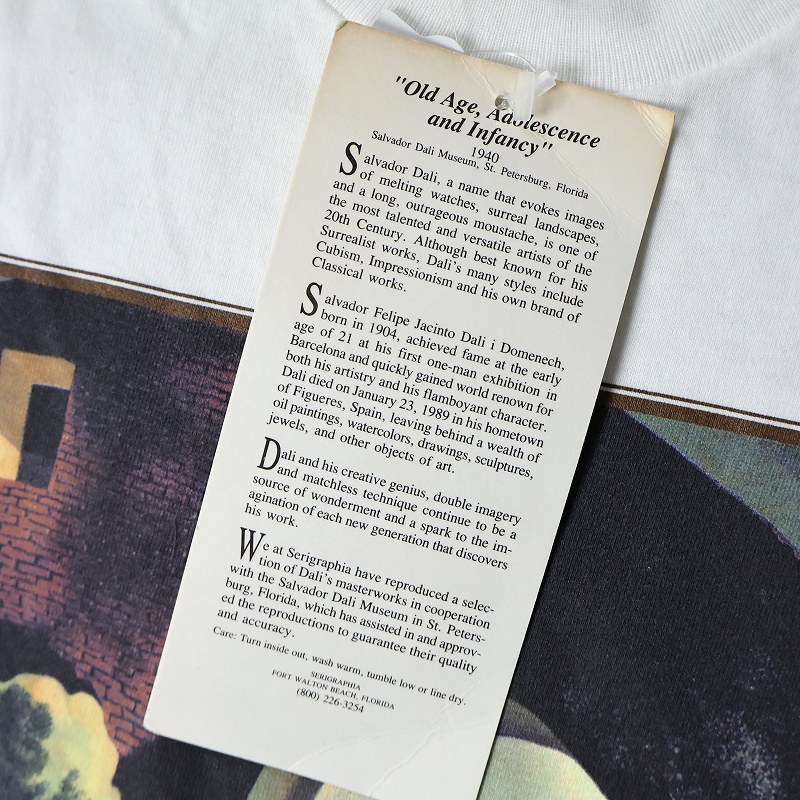 "Old Age, Adolescence
and Infancy"
1940
Salvador Dali Museum, St. Petersburg, Florida
Salvador Dali, a name that evokes images
of melting watches, surreal landscapes,
and a long, outrageous moustache, is one of
the most talented and versatile artists of the
20th Century. Although best known for his
Surrealist works, Dali's many styles include
Cubism, Impressionism and his own brand of
Classical works.
Salvador Felipe Jacinto Dali i Domenech,
born in 1904, achieved fame at the early
age of 21 at his first one-man exhibition in
Barcelona and quickly gained world renown for
both his artistry and his flamboyant character.
Dali died on January 23, 1989 in his hometown
of Figueres, Spain, leaving behind a wealth of
oil paintings, watercolors, drawings, sculptures,
jewels, and other objects of art.
Dali and his creative genius, double imagery
and matchless technique continue to be a
source of wonderment and a spark to the im-
agination of each new generation that discovers
his work.
We at Serigraphia have reproduced a selec-
tion of Dali's masterworks in cooperation
with the Salvador Dali Museum in St. Peters-
burg, Florida, which has assisted in and approv-
ed the reproductions to guarantee their quality
and accuracy.
Care: Turn inside out, wash warm, tumble low or line dry.
SERIGRAPHIA
FORT WALTON BEACH, FLORIDA
(800) 226-3254